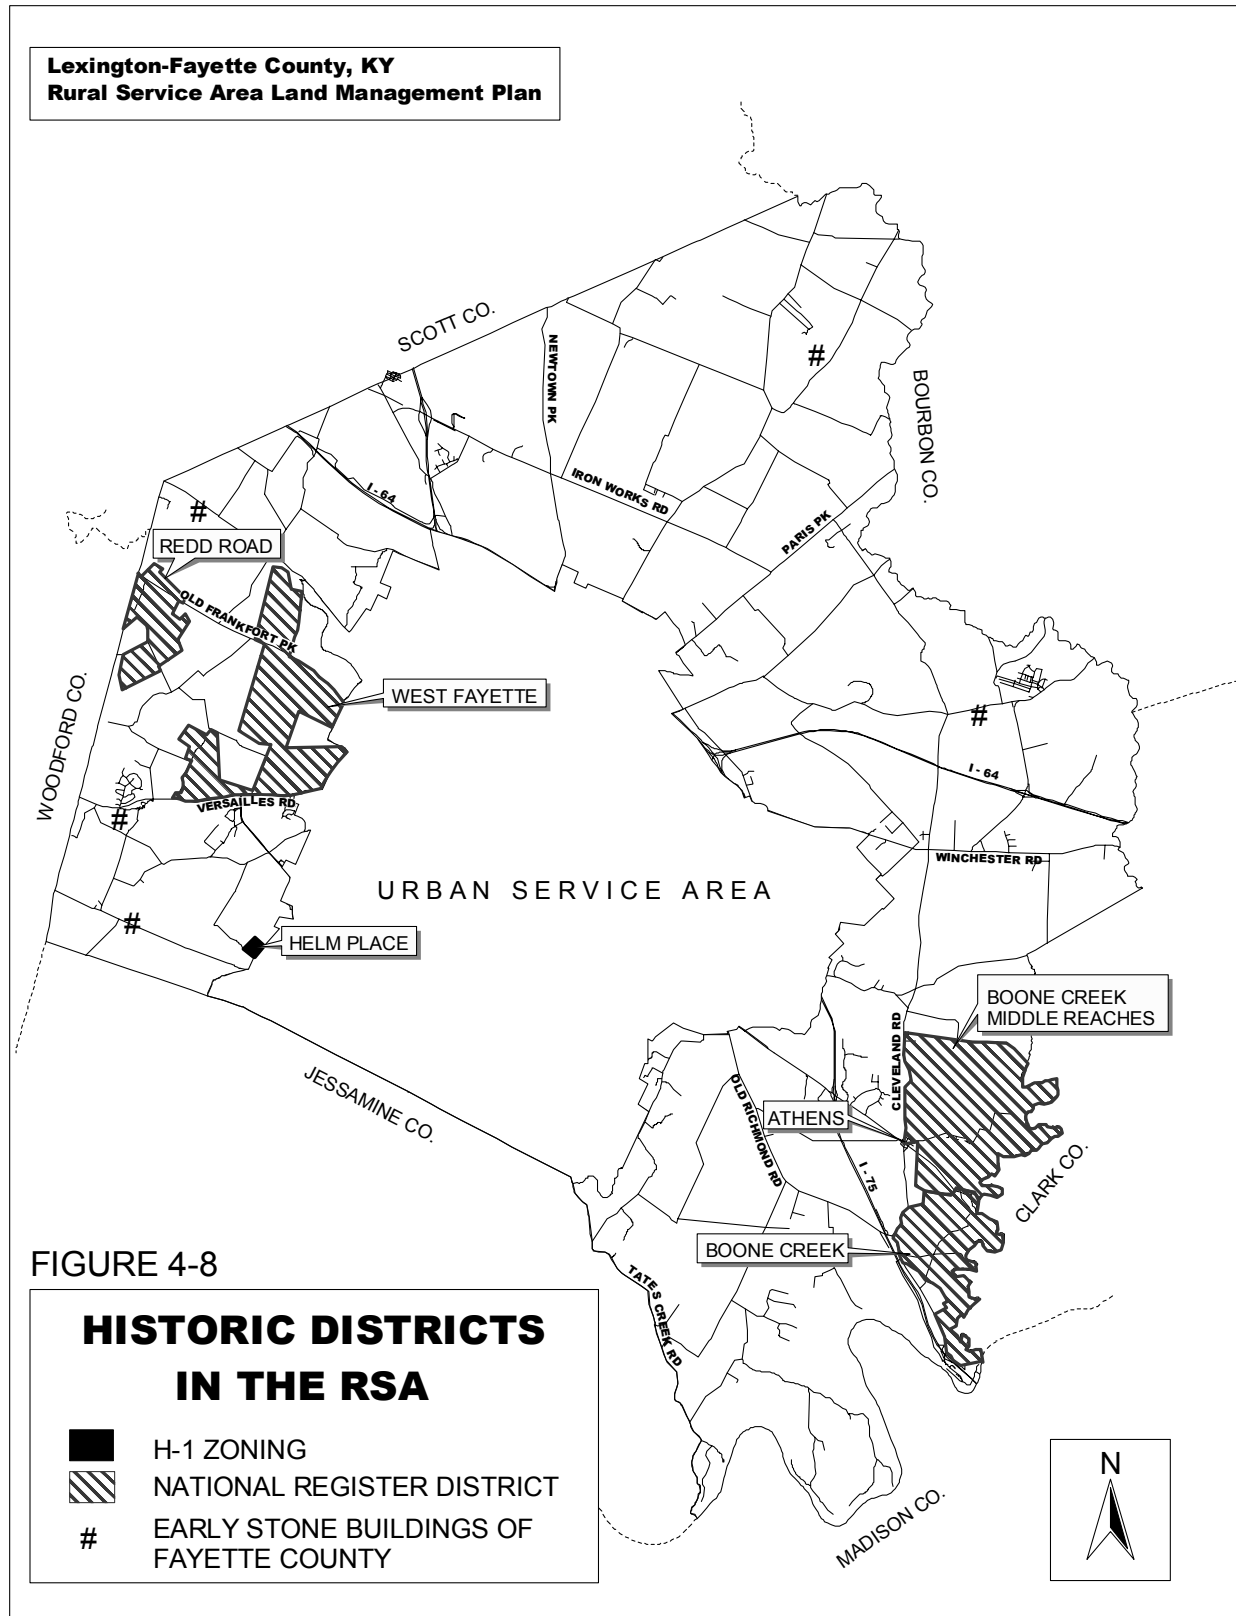 Lexington-Fayette County, KY
Rural Service Area Land Management Plan
SCOTT CO.
NEWTOWN PK
#
BOURBON CO.
I - 64
IRON WORKS RD
#
PARIS PK
REDD ROAD
OLD FRANKFORT PK
WEST FAYETTE
WOODFORD CO.
#
I - 64
VERSAILLES RD
#
WINCHESTER RD
URBAN SERVICE AREA
#
HELM PLACE
BOONE CREEK
MIDDLE REACHES
CLEVELAND RD
JESSAMINE CO.
OLD RICHMOND RD
ATHENS
I - 75
CLARK CO.
BOONE CREEK
TATES CREEK RD
FIGURE 4-8
HISTORIC DISTRICTS
IN THE RSA
H-1 ZONING
NATIONAL REGISTER DISTRICT
# EARLY STONE BUILDINGS OF
FAYETTE COUNTY
MADISON CO.
N